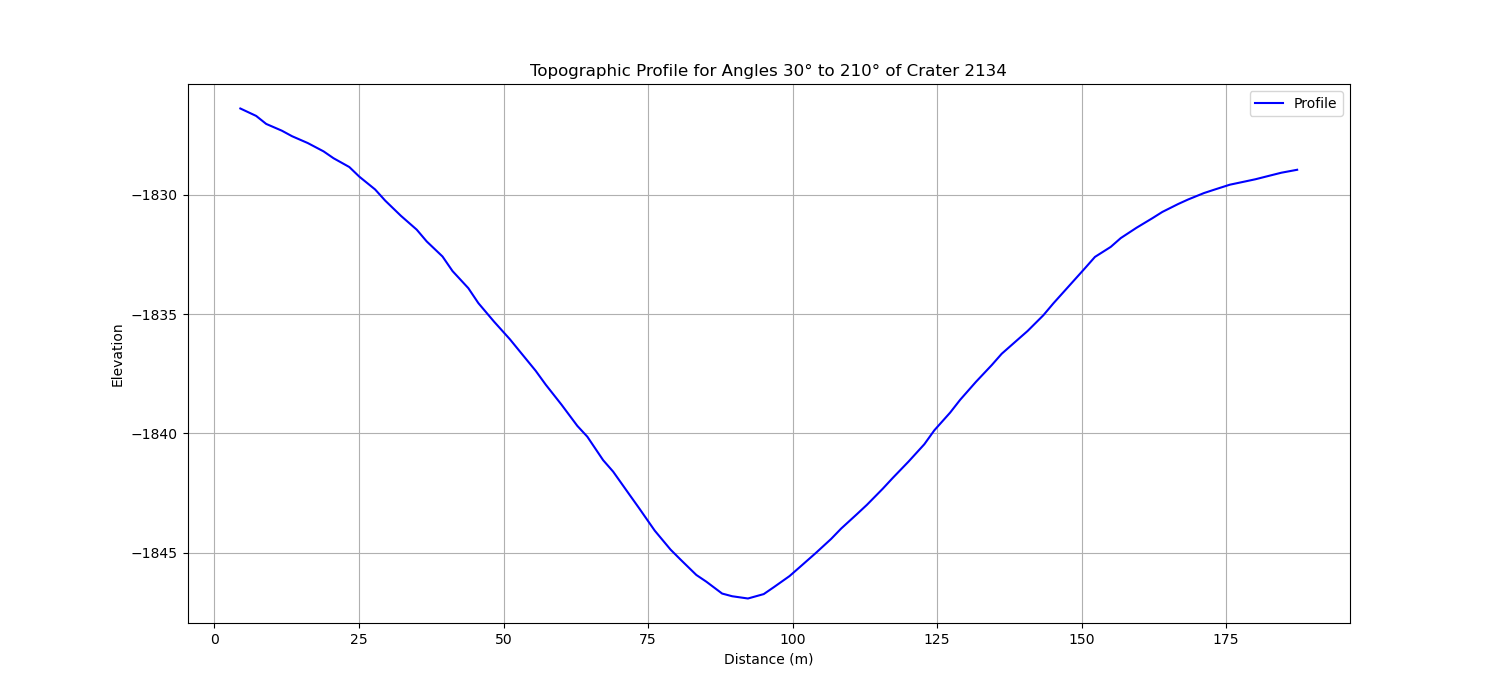 Topographic Profile for Angles 30° to 210° of Crater 2134
Profile
Elevation
−1830
−1835
−1840
−1845
0 25 50 75 100 125 150 175
Distance (m)